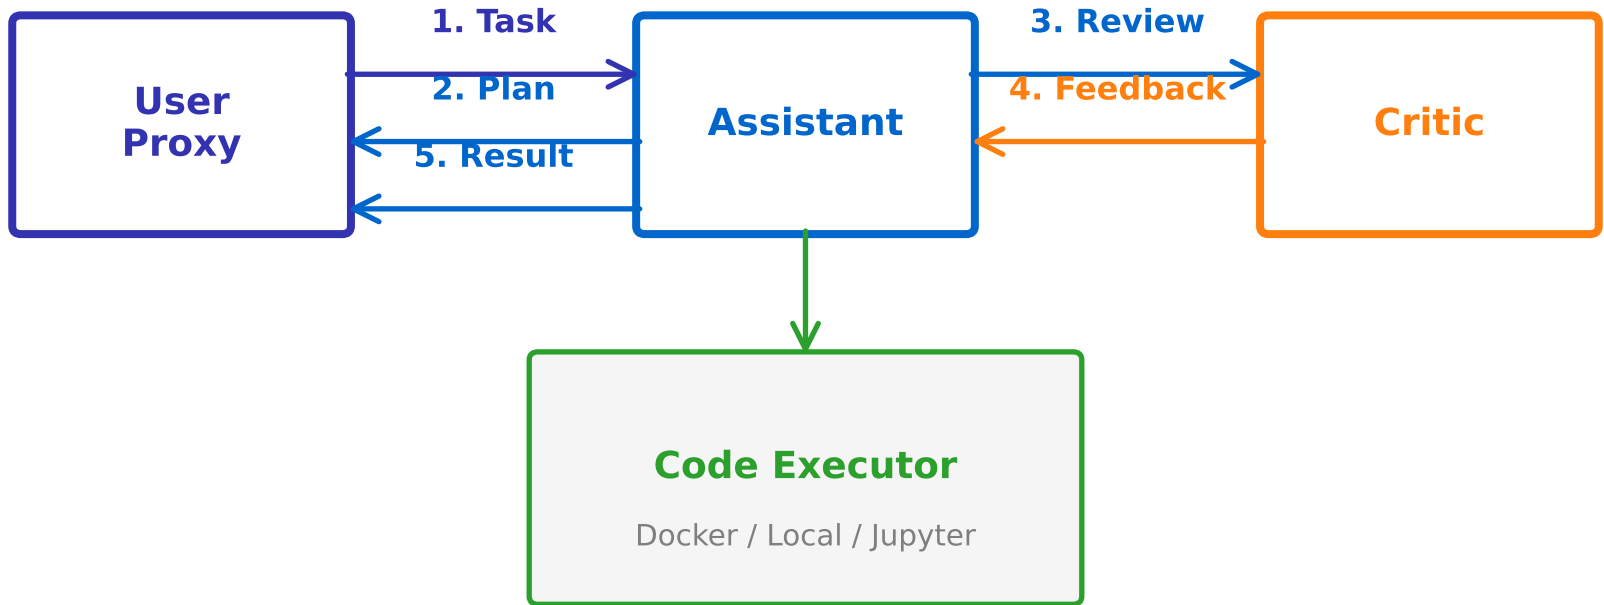 1. Task
3. Review
2. Plan
4. Feedback
User
Proxy
Assistant
Critic
5. Result
Code Executor
Docker / Local / Jupyter